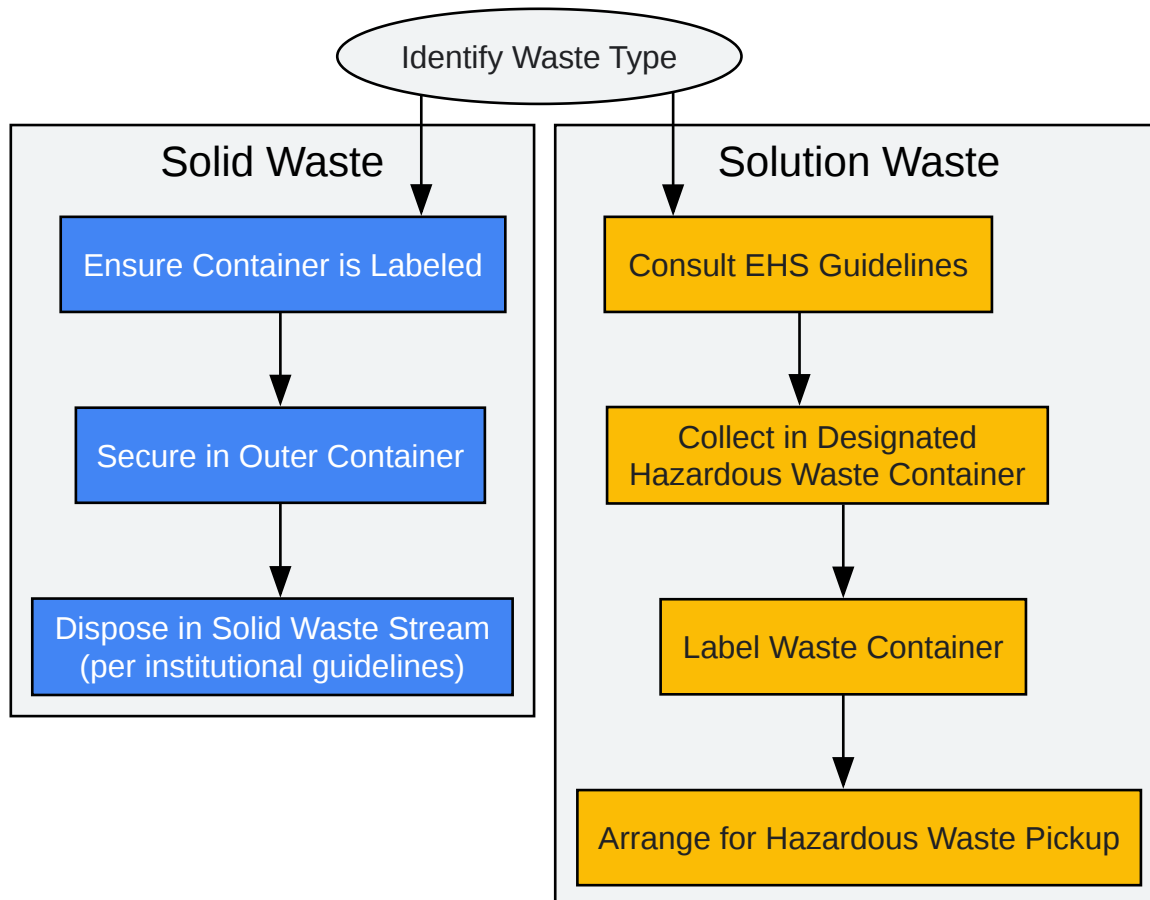 Identify Waste Type
Solid Waste
Ensure Container is Labeled
Secure in Outer Container
Dispose in Solid Waste Stream
(per institutional guidelines)
Solution Waste
Consult EHS Guidelines
Collect in Designated
Hazardous Waste Container
Label Waste Container
Arrange for Hazardous Waste Pickup